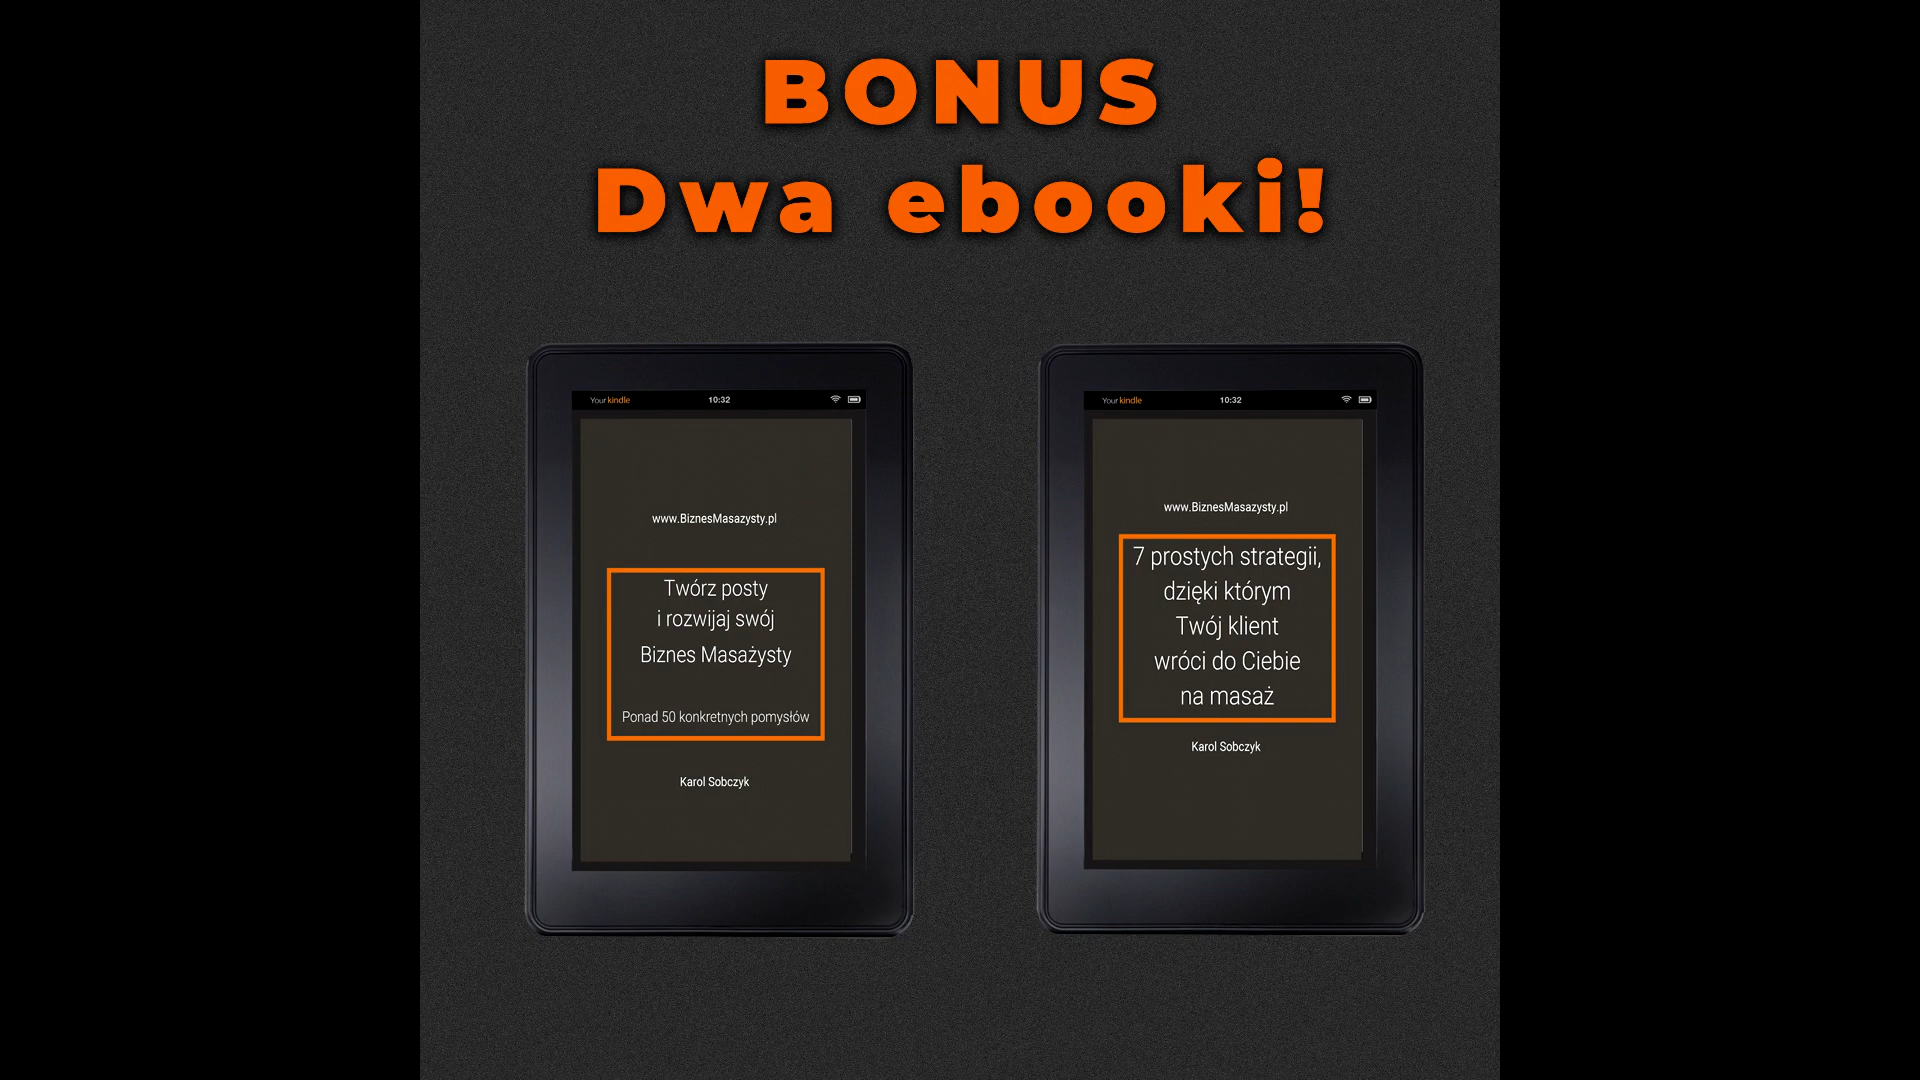 BONUS
Dwa ebooki!
Your kindle
10:32
www.BiznesMasazysty.pl
Twórz posty
i rozwijaj swój
Biznes Masażysty
Ponad 50 konkretnych pomysłów
Karol Sobczyk
Your kindle
10:32
www.BiznesMasazysty.pl
7 prostych strategii,
dzięki którym
Twój klient
wróci do Ciebie
na masaż
Karol Sobczyk